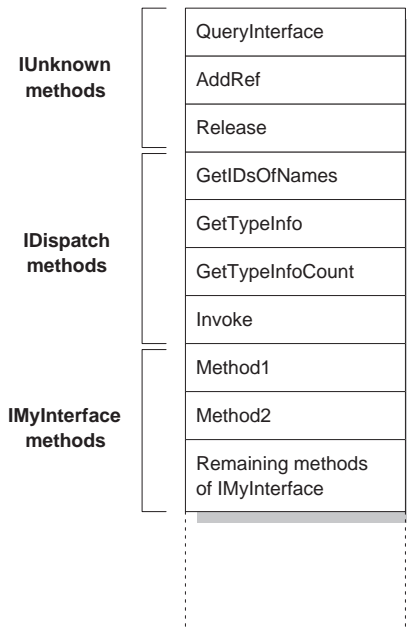 IUnknown
methods
QueryInterface
AddRef
Release
IDispatch
methods
GetIDsOfNames
GetTypeInfo
GetTypeInfoCount
Invoke
IMyInterface
methods
Method1
Method2
Remaining methods
of IMyInterface